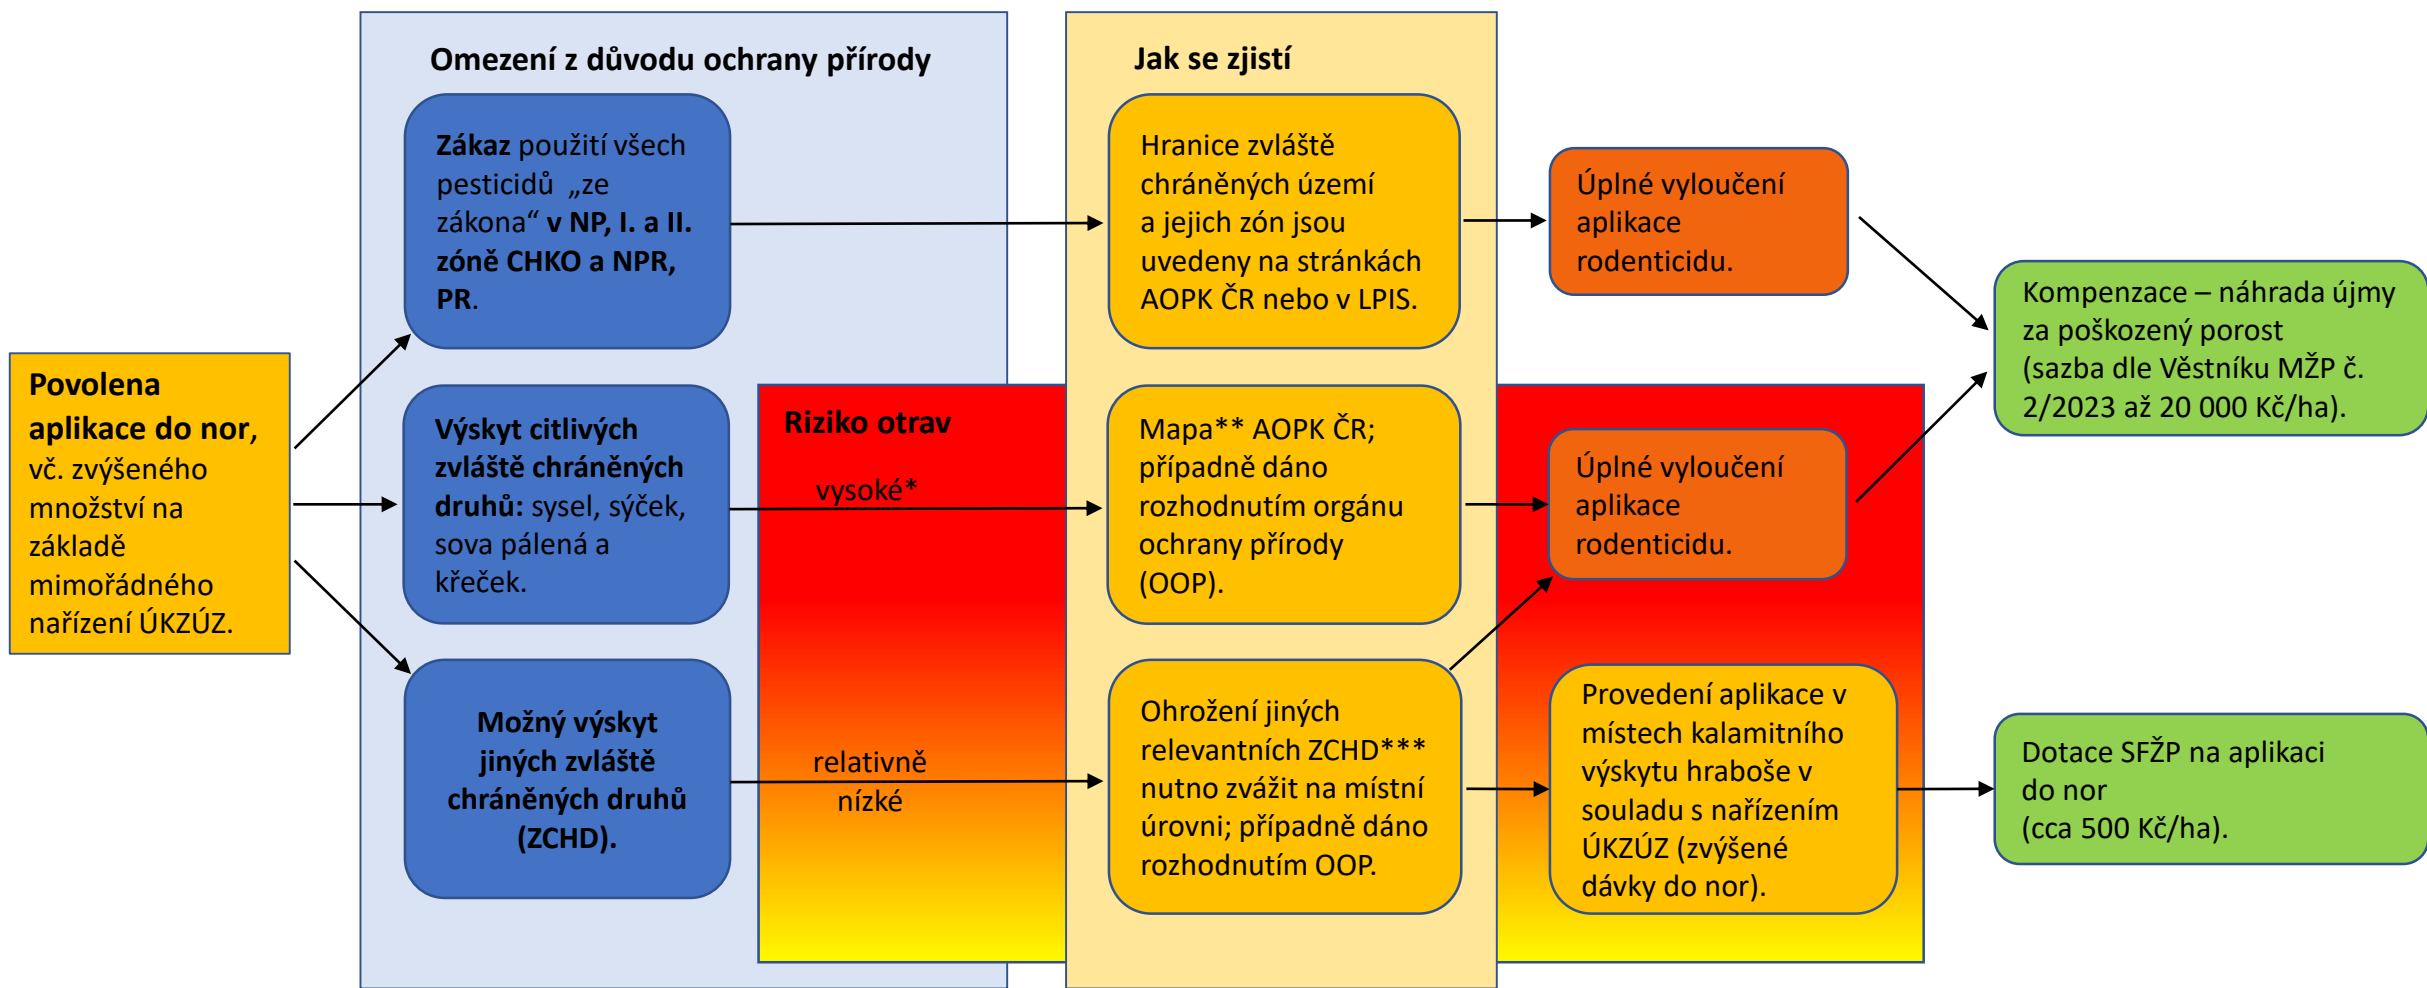 Omezení z důvodu ochrany přírody
Jak se zjistí
Povolena
aplikace do nor,
vč. zvýšeného
množství na
základě
mimořádného
nařízení ÚKZÚZ.
Zákaz použití všech
pesticidů „ze
zákona“ v NP, I. a II.
zóně CHKO a NPR,
PR.
Hranice zvláště
chráněných území
a jejich zón jsou
uvedeny na stránkách
AOPK ČR nebo v LPIS.
Úplné vyloučení
aplikace
rodenticidu.
Kompenzace – náhrada újmy
za poškozený porost
(sazba dle Věstníku MŽP č.
2/2023 až 20 000 Kč/ha).
Výskyt citlivých
zvláště chráněných
druhů: sysel, sýček,
sova pálená a
křeček.
Riziko otrav
vysoké*
Mapa** AOPK ČR;
případně dáno
rozhodnutím orgánu
ochrany přírody
(OOP).
Úplné vyloučení
aplikace
rodenticidu.
Možný výskyt
jiných zvláště
chráněných druhů
(ZCHD).
relativně
nízké
Ohrožení jiných
relevantních ZCHD***
nutno zvážit na místní
úrovni; případně dáno
rozhodnutím OOP.
Provedení aplikace v
místech kalamitního
výskytu hraboše v
souladu s nařízením
ÚKZÚZ (zvýšené
dávky do nor).
Dotace SFŽP na aplikaci
do nor
(cca 500 Kč/ha).